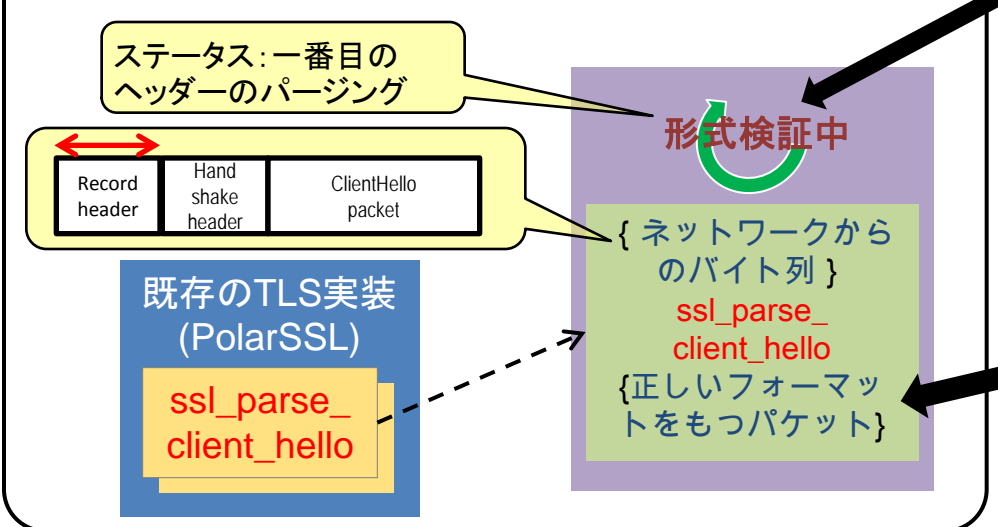 ステータス：一番目の
ヘッダーのパージング
Record
header
Hand
shake
header
ClientHello
packet
既存のTLS実装
(PolarSSL)
ssl_parse_
client_hello
形式検証中
{ ネットワークから
のバイト列 }
ssl_parse_
client_hello
{正しいフォーマッ
トをもつパケット}